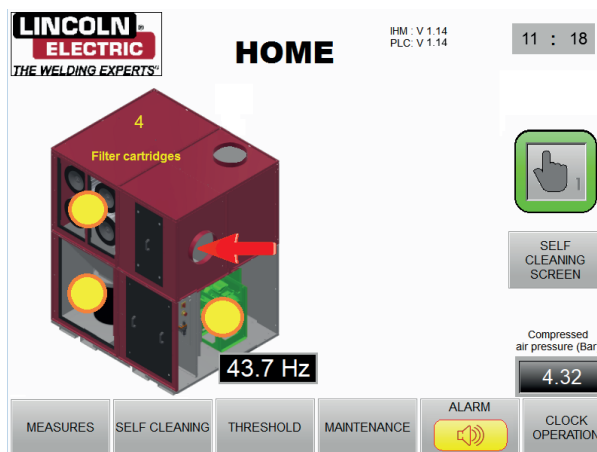 LINCOLN ®
ELECTRIC
THE WELDING EXPERTS®
HOME
IHM : V 1.14
PLC: V 1.14
11 : 18
4
Filter cartridges
1
SELF
CLEANING
SCREEN
43.7 Hz
Compressed
air pressure (Bar
4.32
MEASURES
SELF CLEANING
THRESHOLD
MAINTENANCE
ALARM
CLOCK
OPERATION